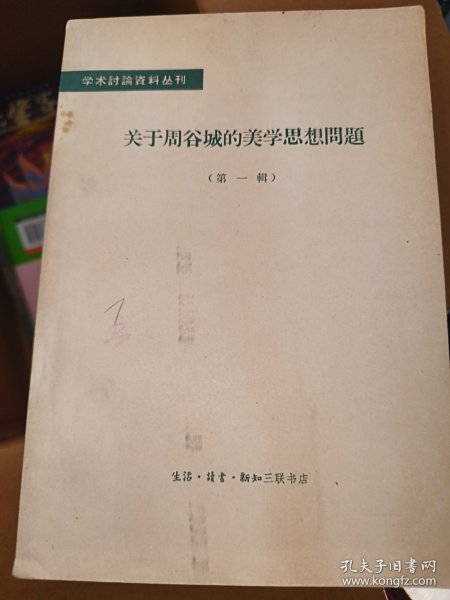 学术討論資料丛刊
关于周谷城的美学思想問題
（第一輯）
生活·讀書·新知三联书店
孔夫子旧书网
www.kongfz.com